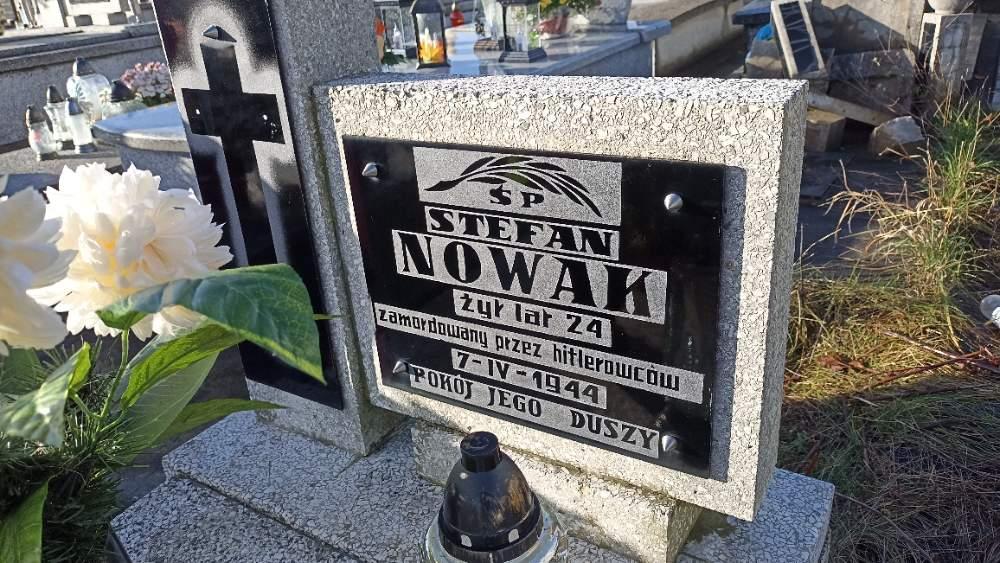 ŚP
STEFAN
NOWAK
żył lat 24
zamordowany przez hitlerowców
7-IV-1944
POKÓJ JEGO DUSZY